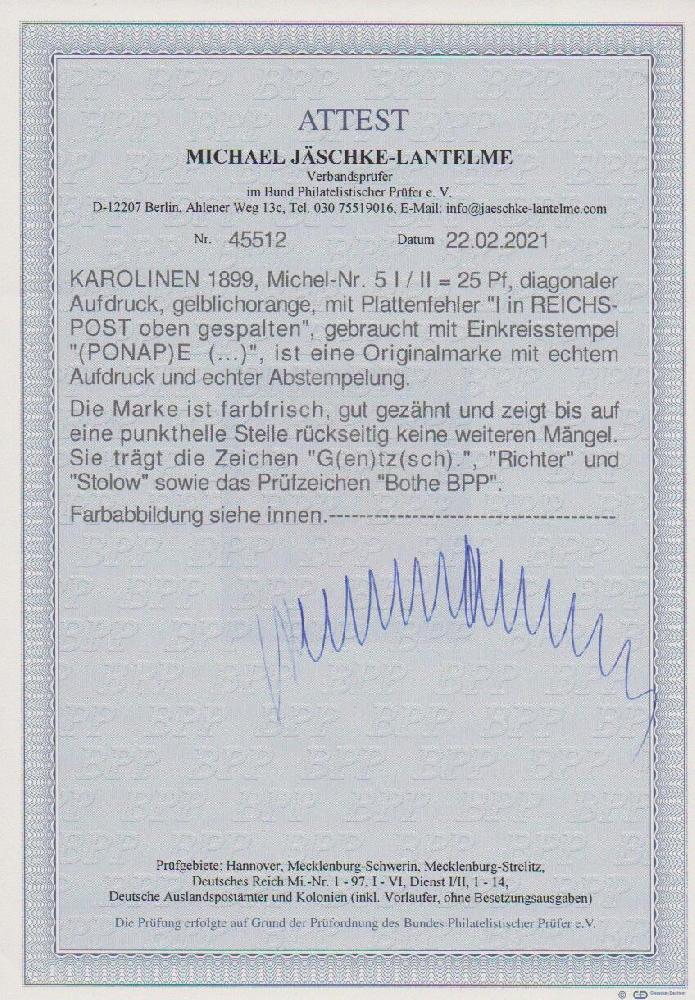 ATTEST
MICHAEL JÄSCHKE-LANTELME
Verbandsprüfer
im Bund Philatelistischer Prüfer e. V.
D-12207 Berlin, Ahlener Weg 13c, Tel. 030 75519016, E-Mail: info@jaeschke-lantelme.com
Nr. 45512 Datum 22.02.2021
KAROLINEN 1899, Michel-Nr. 5 I / II = 25 Pf, diagonaler
Aufdruck, gelblichorange, mit Plattenfehler "I in REICHS-
POST oben gespalten", gebraucht mit Einkreisstempel
"(PONAP)E (...)", ist eine Originalmarke mit echtem
Aufdruck und echter Abstempelung.
Die Marke ist farbfrisch, gut gezähnt und zeigt bis auf
eine punkthelle Stelle rückseitig keine weiteren Mängel.
Sie trägt die Zeichen "G(en)tz(sch).", "Richter" und
"Stolow" sowie das Prüfzeichen "Bothe BPP".
Farbabbildung siehe innen.-------------------------------------
Prüfgebiete: Hannover, Mecklenburg-Schwerin, Mecklenburg-Strelitz,
Deutsches Reich Mi.-Nr. 1 - 97, I - VI, Dienst I/II, 1 - 14,
Deutsche Auslandspostämter und Kolonien (inkl. Vorläufer, ohne Besetzungsausgaben)
Die Prüfung erfolgte auf Grund der Prüfordnung des Bundes Philatelistischer Prüfer e.V.